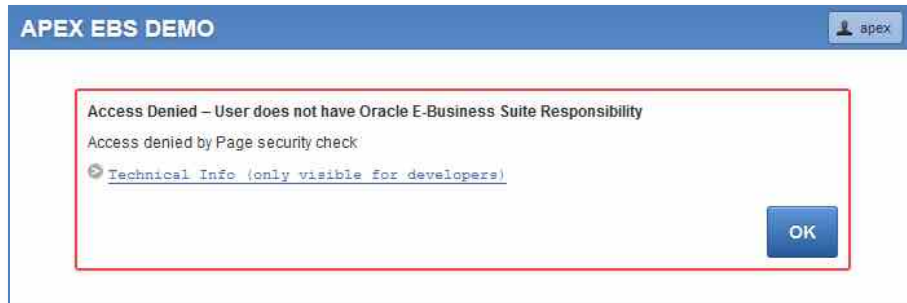 APEX EBS DEMO
apex
Access Denied – User does not have Oracle E-Business Suite Responsibility
Access denied by Page security check
Technical Info (only visible for developers)
OK